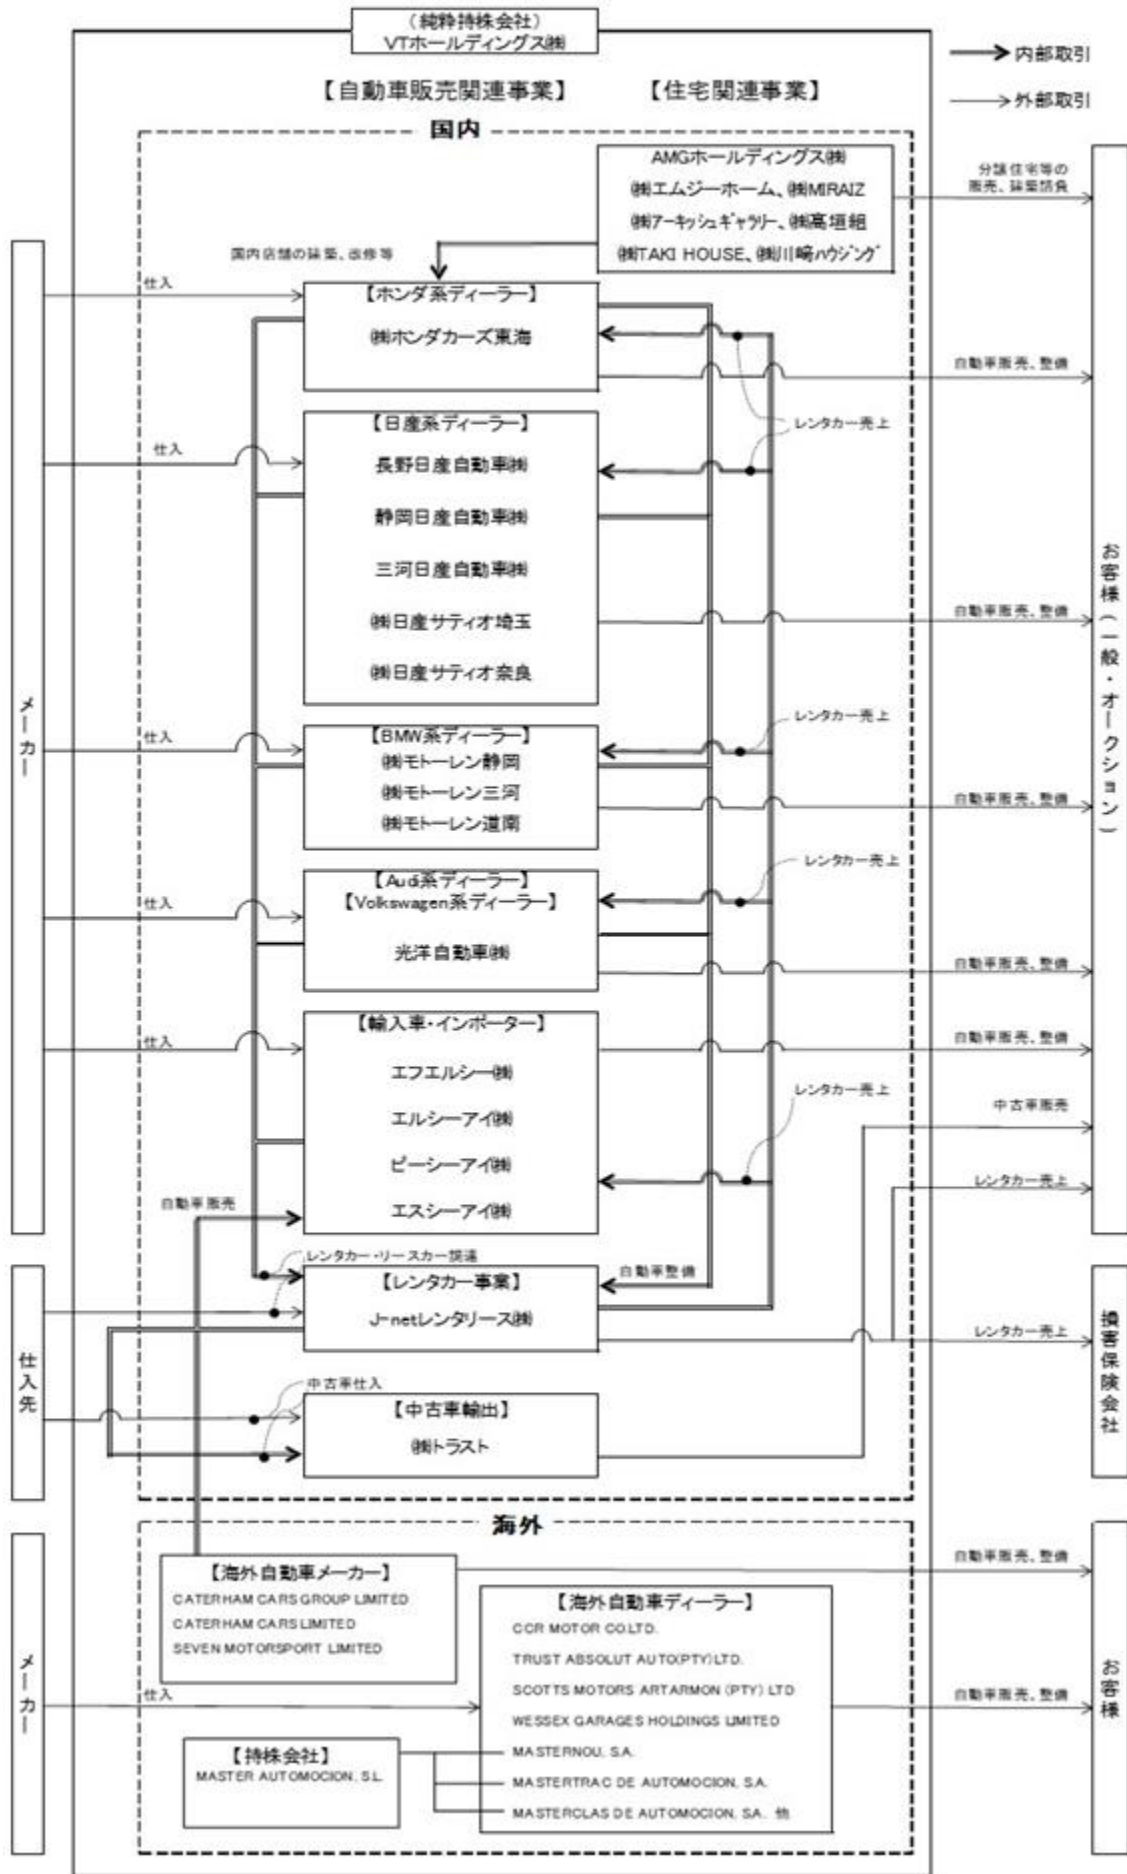 （純粋持株会社）
VTホールディングス㈱
内部取引
外部取引
【自動車販売関連事業】
【住宅関連事業】
国内
AMGホールディングス㈱
㈱エムジーホーム、㈱MIRAIZ
㈱アーキッシュギャラリー、㈱高垣組
㈱TAKI HOUSE、㈱川﨑ハウジング
分譲住宅等の
販売、建築請負
国内店舗の建築、改修等
メーカー
仕入
【ホンダ系ディーラー】
㈱ホンダカーズ東海
自動車販売、整備
レンタカー売上
仕入
【日産系ディーラー】
長野日産自動車㈱
静岡日産自動車㈱
三河日産自動車㈱
㈱日産サティオ埼玉
㈱日産サティオ奈良
自動車販売、整備
お客様（一般・オークション）
レンタカー売上
仕入
【BMW系ディーラー】
㈱モトーレン静岡
㈱モトーレン三河
㈱モトーレン道南
自動車販売、整備
レンタカー売上
仕入
【Audi系ディーラー】
【Volkswagen系ディーラー】
光洋自動車㈱
自動車販売、整備
仕入
【輸入車・インポーター】
エフエルシー㈱
エルシーアイ㈱
ピーシーアイ㈱
エスシーアイ㈱
自動車販売、整備
レンタカー売上
中古車販売
レンタカー売上
自動車販売
レンタカー・リースカー調達
自動車整備
【レンタカー事業】
J-netレンタリース㈱
レンタカー売上
仕入先
損害保険会社
中古車仕入
【中古車輸出】
㈱トラスト
海外
【海外自動車メーカー】
CATERHAM CARS GROUP LIMITED
CATERHAM CARS LIMITED
SEVEN MOTORSPORT LIMITED
自動車販売、整備
メーカー
仕入
【海外自動車ディーラー】
CCR MOTOR CO.LTD.
TRUST ABSOLUT AUTO(PTY)LTD.
SCOTTS MOTORS ARTARMON (PTY) LTD
WESSEX GARAGES HOLDINGS LIMITED
MASTERNOU, S.A.
MASTERTRAC DE AUTOMOCION, S.A.
MASTERCLAS DE AUTOMOCION, S.A. 他
自動車販売、整備
お客様
【持株会社】
MASTER AUTOMOCION, S.L.